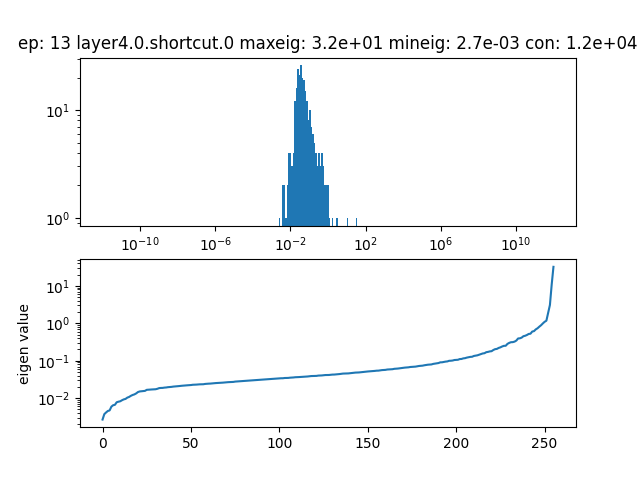 ep: 13 layer4.0.shortcut.0 maxeig: 3.2e+01 mineig: 2.7e-03 con: 1.2e+04
10¹
10⁰
10⁻¹⁰ 10⁻⁶ 10⁻² 10² 10⁶ 10¹⁰
eigen value
10¹
10⁰
10⁻¹
10⁻²
0 50 100 150 200 250